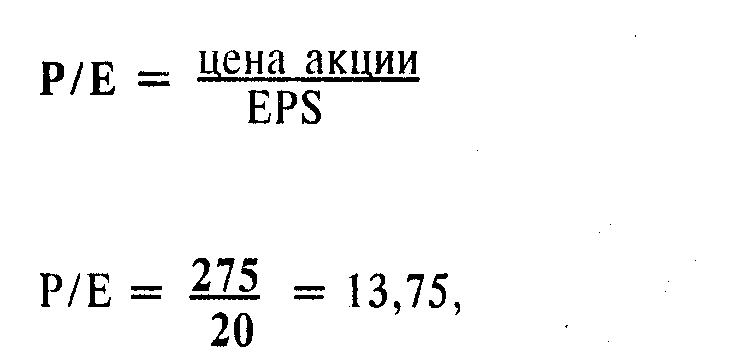 P/E = цена акции / EPS
P/E = 275 / 20 = 13,75,